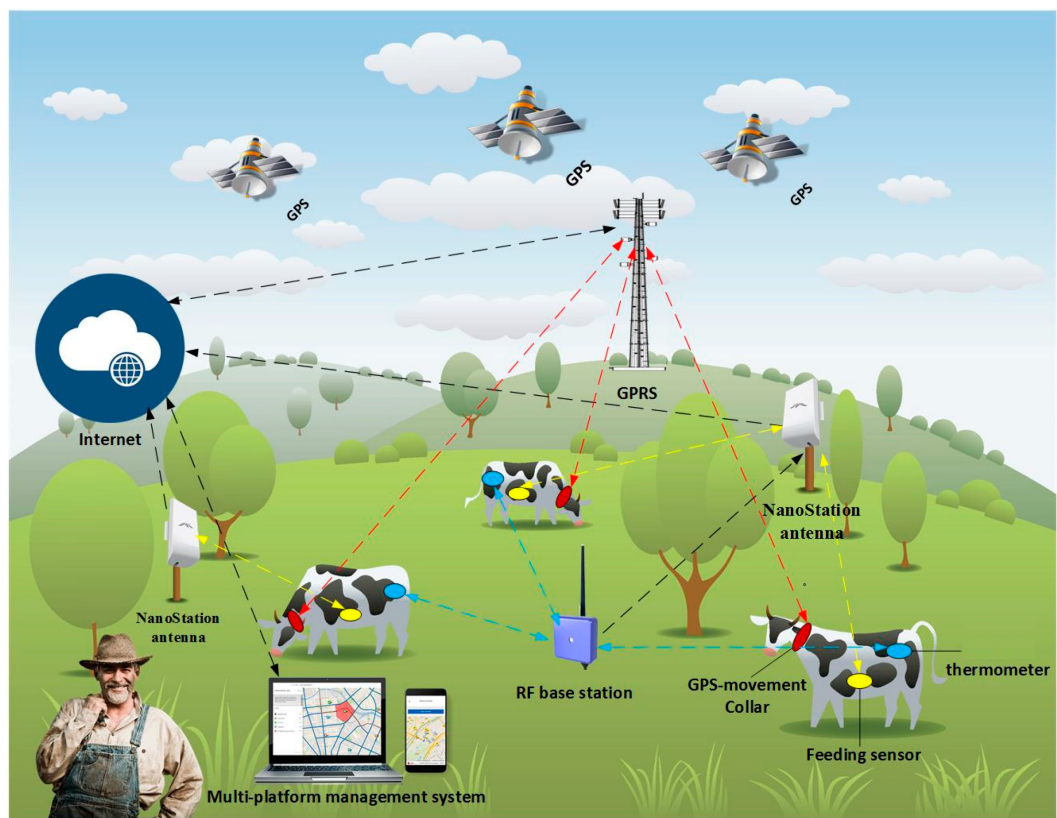 GPS
GPS
GPS
GPRS
Internet
NanoStation
antenna
NanoStation
antenna
RF base station
GPS-movement
Collar
thermometer
Feeding sensor
Multi-platform management system